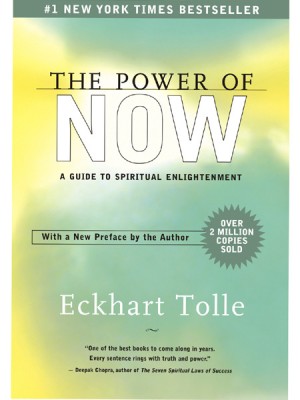 #1 NEW YORK TIMES BESTSELLER
THE POWER OF
NOW
A GUIDE TO SPIRITUAL ENLIGHTENMENT
With a New Preface by the Author
OVER
2 MILLION
COPIES
SOLD
Eckhart Tolle
~
"One of the best books to come along in years.
Every sentence rings with truth and power."
— Deepak Chopra, author of The Seven Spiritual Laws of Success